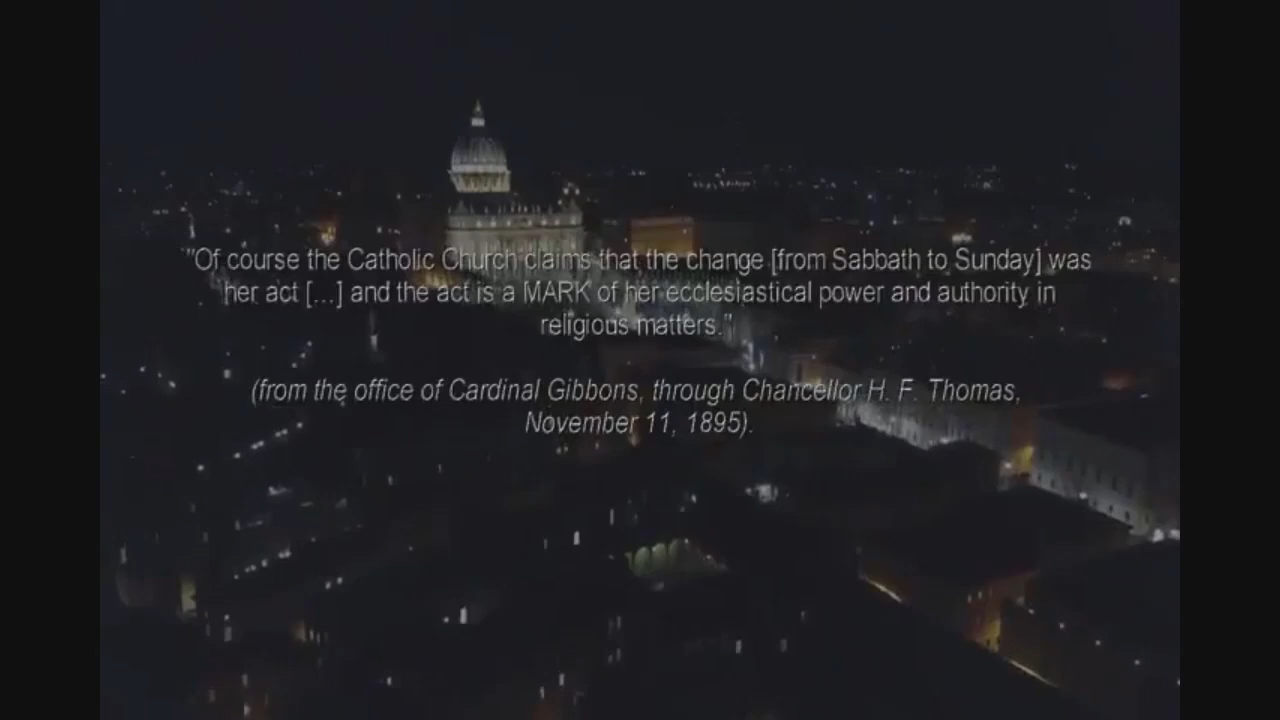 "Of course the Catholic Church claims that the change [from Sabbath to Sunday] was
her act [...] and the act is a MARK of her ecclesiastical power and authority in
religious matters."
(from the office of Cardinal Gibbons, through Chancellor H. F. Thomas,
November 11, 1895).